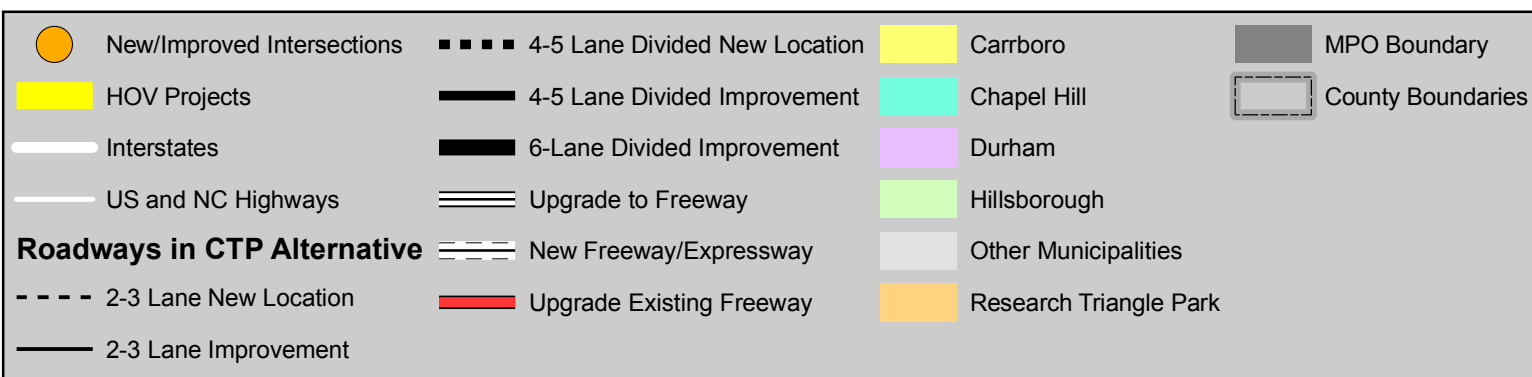 New/Improved Intersections
HOV Projects
Interstates
US and NC Highways
Roadways in CTP Alternative
2-3 Lane New Location
2-3 Lane Improvement
4-5 Lane Divided New Location
4-5 Lane Divided Improvement
6-Lane Divided Improvement
Upgrade to Freeway
New Freeway/Expressway
Upgrade Existing Freeway
Carrboro
Chapel Hill
Durham
Hillsborough
Other Municipalities
Research Triangle Park
MPO Boundary
County Boundaries